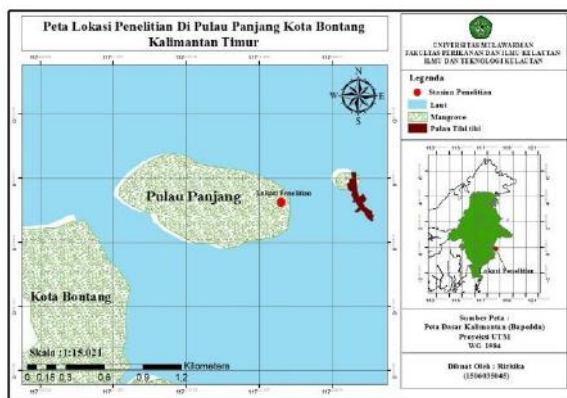 Peta Lokasi Penelitian Di Pulau Panjang Kota Bontang
Kalimantan Timur
N
W E
S
Pulau Panjang
Lokasi Penelitian
Kota Bontang
Skala : 1:15.021
Kilometers
0 0.15 0.3 0.6 0.9 1.2
UNIVERSITAS MULAWARMAN
FAKULTAS PERIKANAN DAN ILMU KELAUTAN
ILMU DAN TEKNOLOGI KELAUTAN
Legenda
Stasiun Penelitian
Laut
Mangrove
Pulau Tihi tihi
Lokasi Penelitian
Sumber Peta :
Peta Dasar Kalimantan (Bapedda)
Proyeksi UTM
WG 1984
Dibuat Oleh : Rizkika
(1506035045)